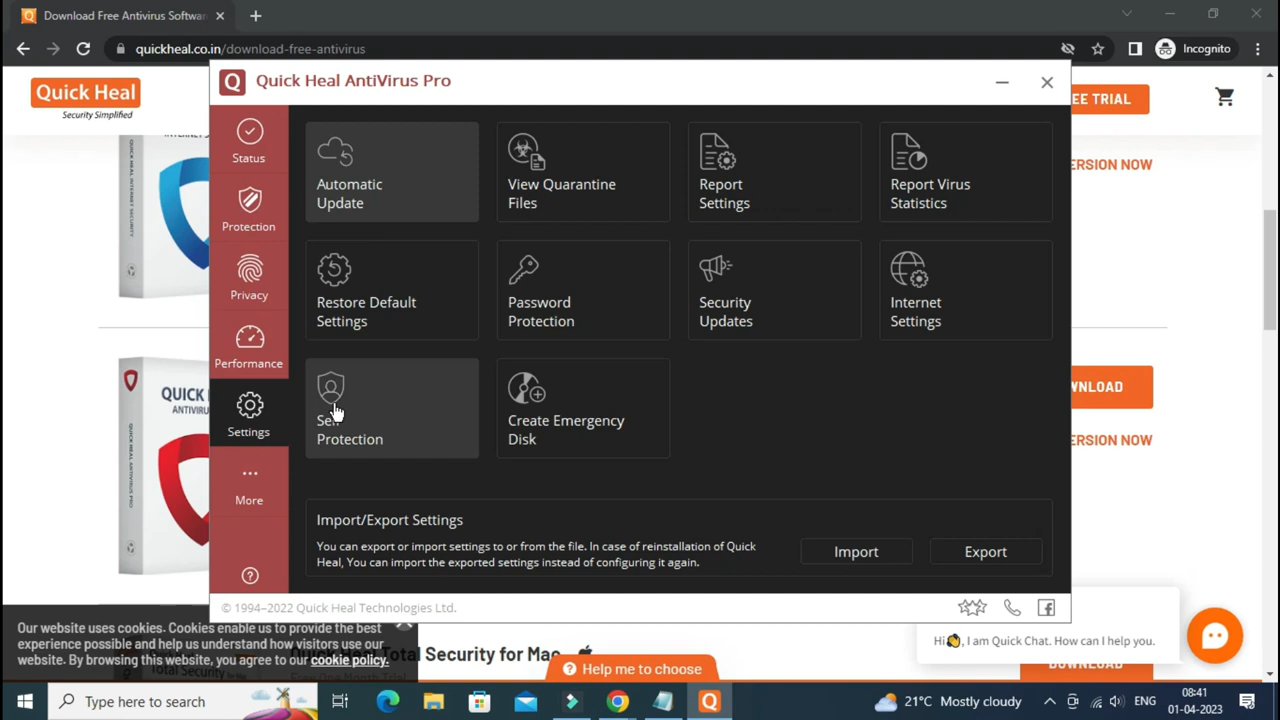 Download Free Antivirus Softwar
quickheal.co.in/download-free-antivirus
Incognito
Quick Heal
Security Simplified
EE TRIAL
ERSION NOW
WNLOAD
ERSION NOW
QUICK
ANTIVIRUS
Q Quick Heal AntiVirus Pro
Status
Protection
Privacy
Performance
Settings
More
Automatic
Update
View Quarantine
Files
Report
Settings
Report Virus
Statistics
Restore Default
Settings
Password
Protection
Security
Updates
Internet
Settings
Protection
Create Emergency
Disk
Import/Export Settings
You can export or import settings to or from the file. In case of reinstallation of Quick
Heal, You can import the exported settings instead of configuring it again.
Import
Export
© 1994–2022 Quick Heal Technologies Ltd.
Our website uses cookies. Cookies enable us to provide the best
experience possible and help us understand how visitors use our
website. By browsing this website, you agree to our cookie policy.
Total Security for Mac
Help me to choose
Hi👋, I am Quick Chat. How can I help you.
Type here to search
21°C Mostly cloudy
ENG
08:41
01-04-2023